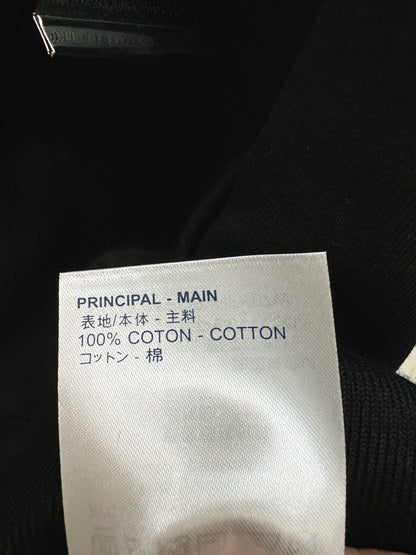 PRINCIPAL - MAIN
表地/本体 - 主料
100% COTON - COTTON
コットン - 棉